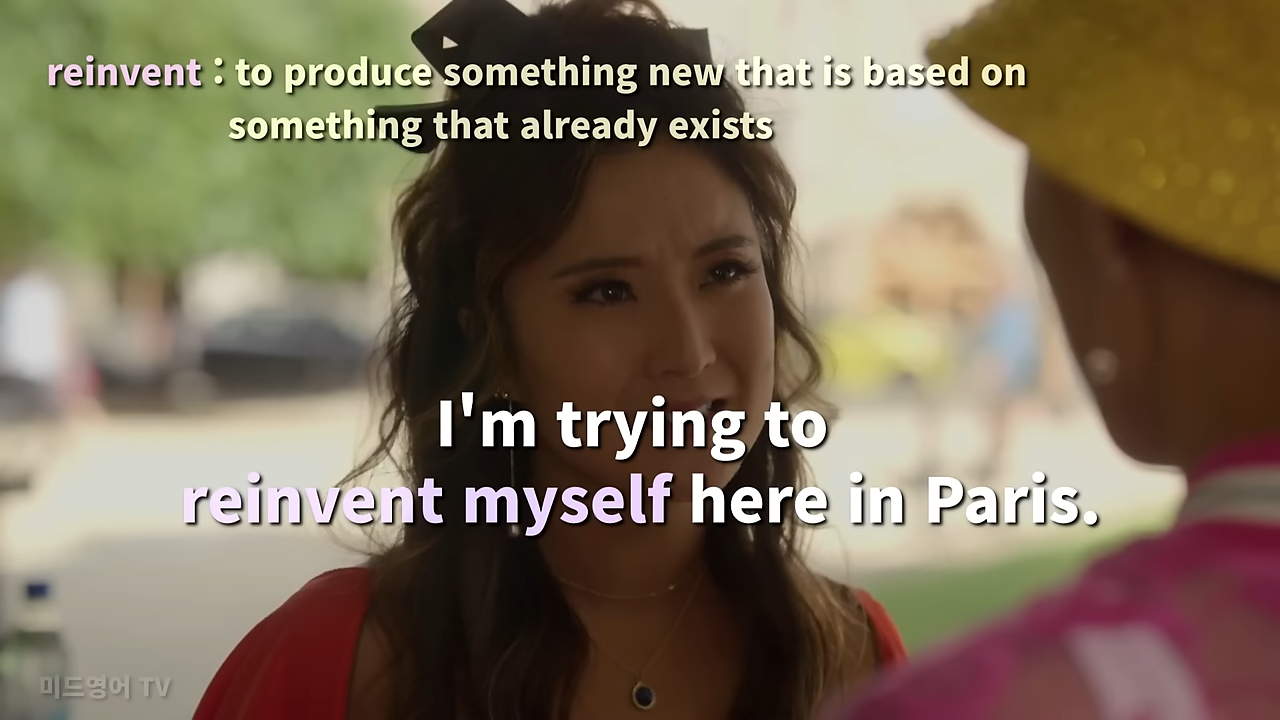 reinvent : to produce something new that is based on
something that already exists
I'm trying to
reinvent myself here in Paris.
미드영어 TV